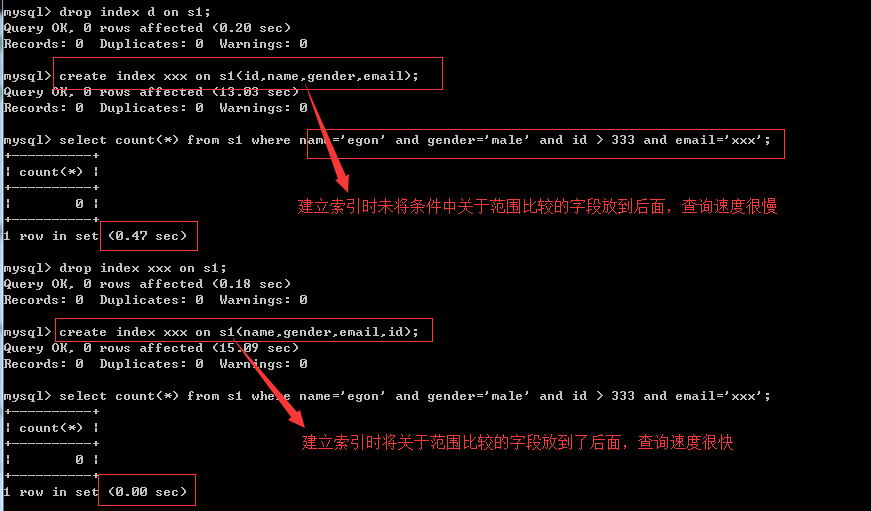 mysql> drop index d on s1;
Query OK, 0 rows affected (0.20 sec)
Records: 0  Duplicates: 0  Warnings: 0
mysql> create index xxx on s1(id,name,gender,email);
Query OK, 0 rows affected (13.03 sec)
Records: 0  Duplicates: 0  Warnings: 0
mysql> select count(*) from s1 where name='egon' and gender='male' and id > 333 and email='xxx';
+----------+
| count(*) |
+----------+
|        0 |
+----------+
建立索引时未将条件中关于范围比较的字段放到后面，查询速度很慢
1 row in set (0.47 sec)
mysql> drop index xxx on s1;
Query OK, 0 rows affected (0.18 sec)
Records: 0  Duplicates: 0  Warnings: 0
mysql> create index xxx on s1(name,gender,email,id);
Query OK, 0 rows affected (15.09 sec)
Records: 0  Duplicates: 0  Warnings: 0
mysql> select count(*) from s1 where name='egon' and gender='male' and id > 333 and email='xxx';
+----------+
| count(*) |
+----------+
建立索引时将关于范围比较的字段放到了后面，查询速度很快
|        0 |
+----------+
1 row in set (0.00 sec)